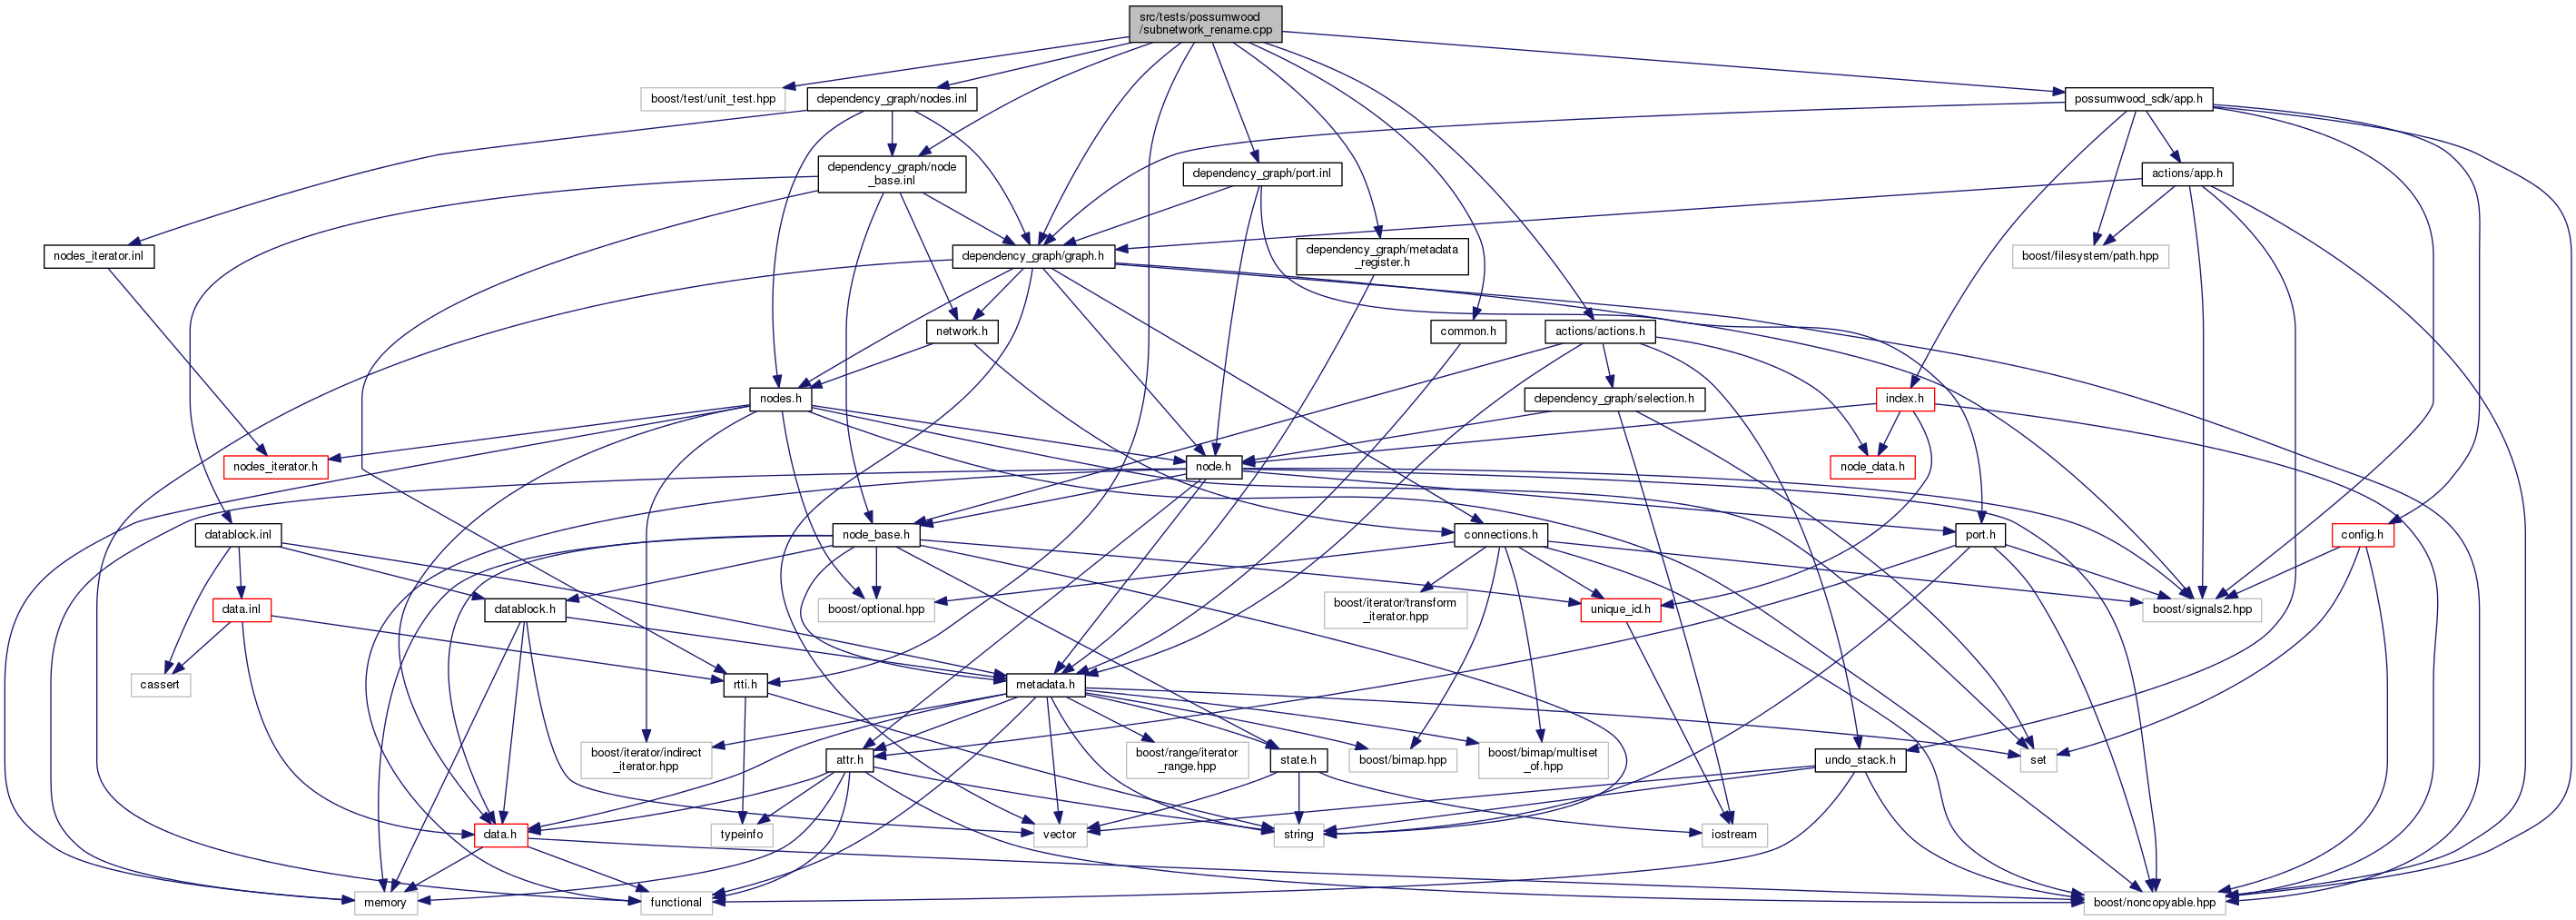 src/tests/possumwood
/subnetwork_rename.cpp
boost/test/unit_test.hpp
dependency_graph/nodes.inl
possumwood_sdk/app.h
dependency_graph/node
_base.inl
dependency_graph/port.inl
actions/app.h
nodes_iterator.inl
dependency_graph/graph.h
dependency_graph/metadata
_register.h
boost/filesystem/path.hpp
network.h
common.h
actions/actions.h
nodes.h
dependency_graph/selection.h
index.h
nodes_iterator.h
node.h
node_data.h
datablock.inl
node_base.h
connections.h
port.h
config.h
data.inl
datablock.h
boost/optional.hpp
boost/iterator/transform
_iterator.hpp
unique_id.h
boost/signals2.hpp
cassert
rtti.h
metadata.h
boost/iterator/indirect
_iterator.hpp
attr.h
boost/range/iterator
_range.hpp
state.h
boost/bimap.hpp
boost/bimap/multiset
_of.hpp
undo_stack.h
set
data.h
typeinfo
vector
string
iostream
memory
functional
boost/noncopyable.hpp